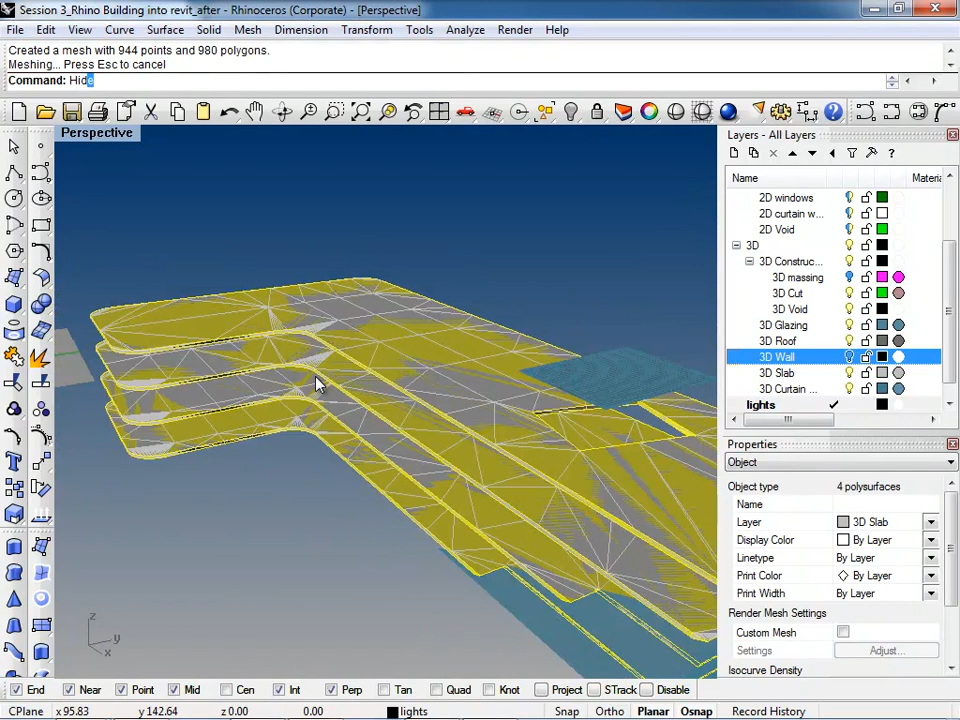 Session 3_Rhino Building into revit_after - Rhinoceros (Corporate) - [Perspective]
File Edit View Curve Surface Solid Mesh Dimension Transform Tools Analyze Render Help
Created a mesh with 944 points and 980 polygons.
Meshing... Press Esc to cancel
Command: Hide
Perspective
Layers - All Layers
Name Materia
2D windows
2D curtain w...
2D Void
3D
3D Construc...
3D massing
3D Cut
3D Void
3D Glazing
3D Roof
3D Wall
3D Slab
3D Curtain ...
lights
Properties
Object
Object type 4 polysurfaces
Name
Layer 3D Slab
Display Color By Layer
Linetype By Layer
Print Color By Layer
Print Width By Layer
Render Mesh Settings
Custom Mesh
Settings Adjust...
Isocurve Density
z
y
x
End Near Point Mid Cen Int Perp Tan Quad Knot Project STrack Disable
CPlane x 95.83 y 142.64 z 0.00 0.00 lights Snap Ortho Planar Osnap Record History